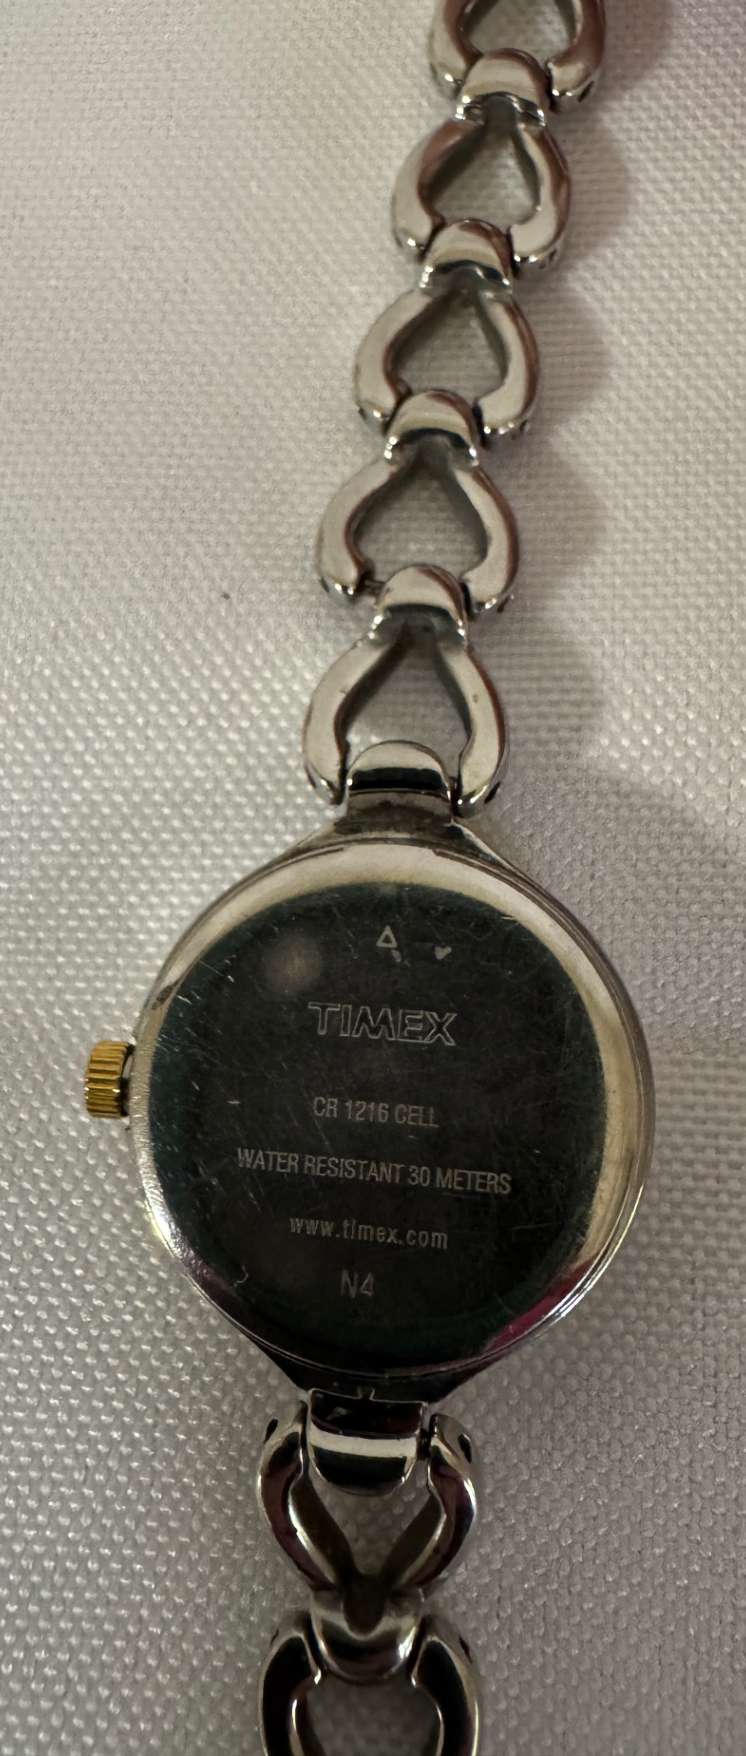 TIMEX
CR 1216 CELL
WATER RESISTANT 30 METERS
www.timex.com
N4